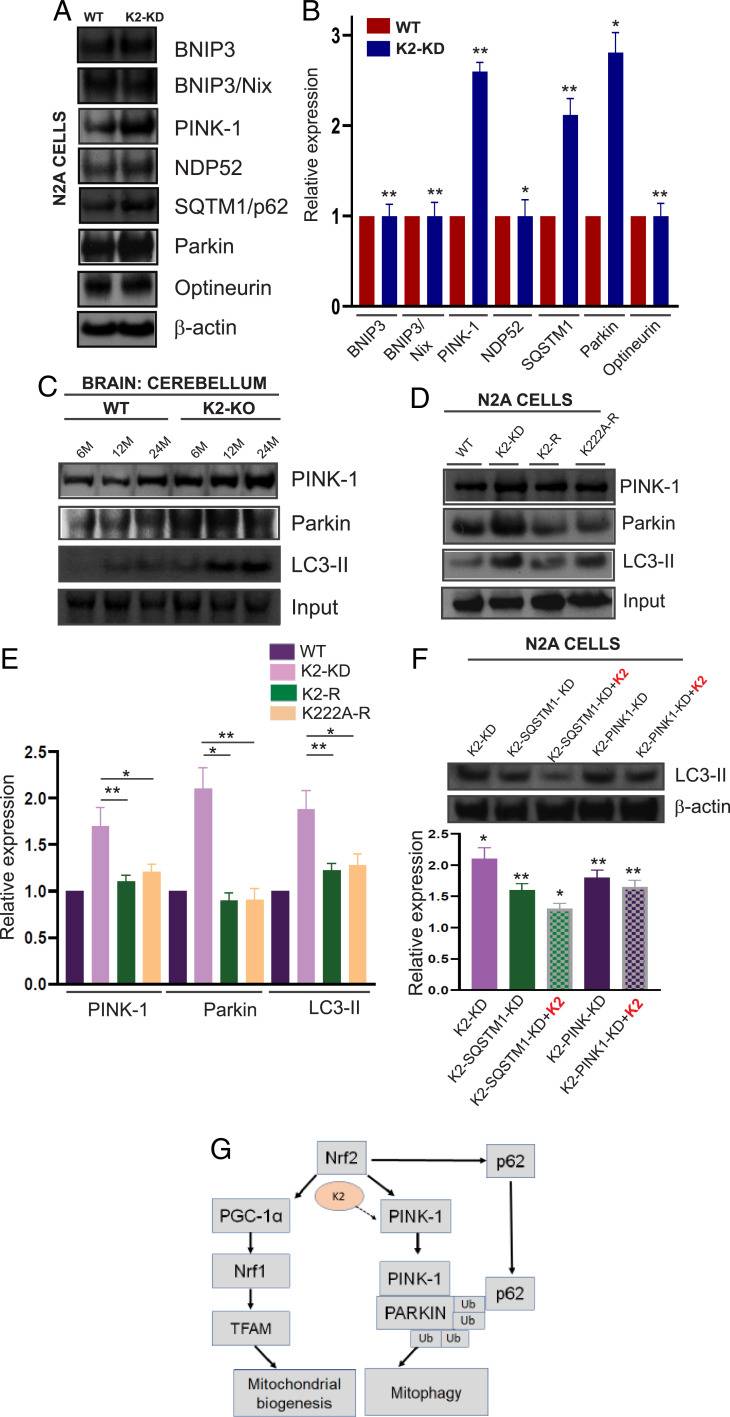 A
WT K2-KD
N2A CELLS
BNIP3
BNIP3/Nix
PINK-1
NDP52
SQTM1/p62
Parkin
Optineurin
β-actin
B
WT
K2-KD
Relative expression
3
2
1
0
** ** ** * ** * **
BNIP3
BNIP3/
Nix
PINK-1
NDP52
SQSTM1
Parkin
Optineurin
C
BRAIN: CEREBELLUM
WT K2-KO
6M 12M 24M 6M 12M 24M
PINK-1
Parkin
LC3-II
Input
D
N2A CELLS
WT K2-KD K2-R K222A-R
PINK-1
Parkin
LC3-II
Input
E
WT
K2-KD
K2-R
K222A-R
Relative expression
2.5
2.0
1.5
1.0
0.5
0.0
* **
** *
* **
PINK-1 Parkin LC3-II
F
N2A CELLS
K2-KD
K2-SQSTM1- KD
K2-SQSTM1-KD+K2
K2-PINK1-KD
K2-PINK1-KD+K2
LC3-II
β-actin
Relative expression
2.5
2.0
1.5
1.0
0.5
0.0
* ** * ** **
K2-KD
K2-SQSTM1-KD
K2-SQSTM1-KD+K2
K2-PINK-KD
K2-PINK1-KD+K2
G
Nrf2 p62
K2
PGC-1α PINK-1
Nrf1 PINK-1
p62
PARKIN Ub
Ub
TFAM Ub Ub
Mitochondrial
biogenesis
Mitophagy